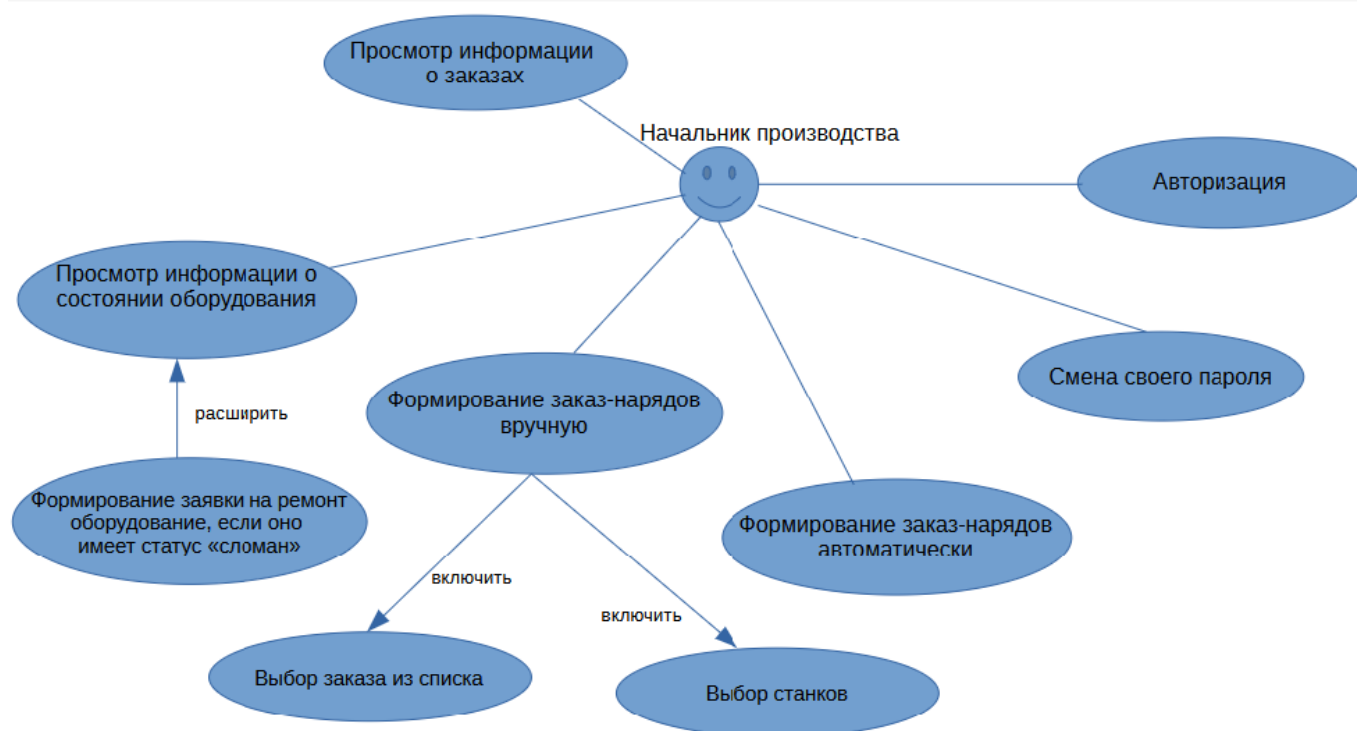 Просмотр информации
о заказах
Начальник производства
Авторизация
Просмотр информации о
состоянии оборудования
Смена своего пароля
Формирование заказ-нарядов
вручную
расширить
Формирование заявки на ремонт
оборудование, если оно
имеет статус «сломан»
Формирование заказ-нарядов
автоматически
включить
включить
Выбор заказа из списка
Выбор станков